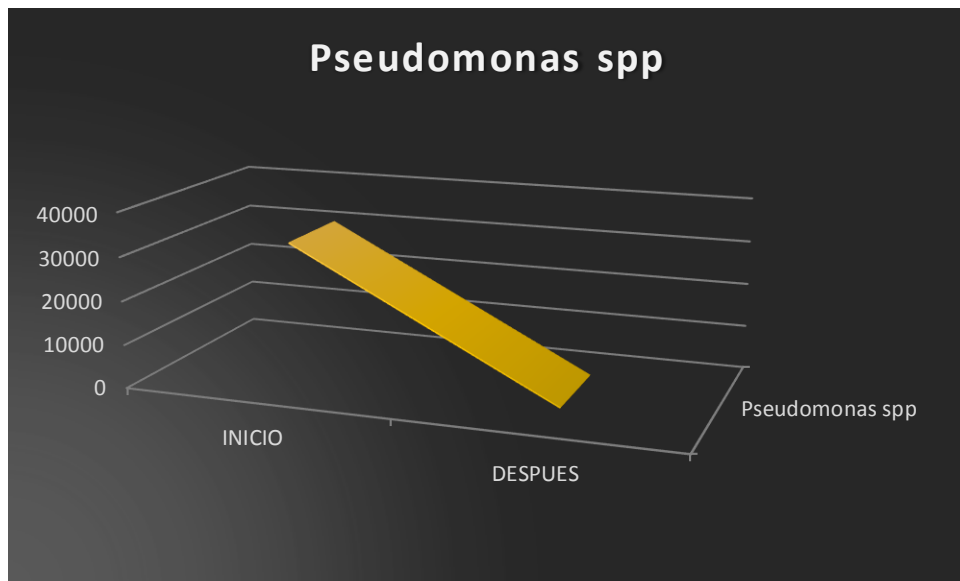 Pseudomonas spp
40000
30000
20000
10000
0
INICIO
DESPUES
Pseudomonas spp